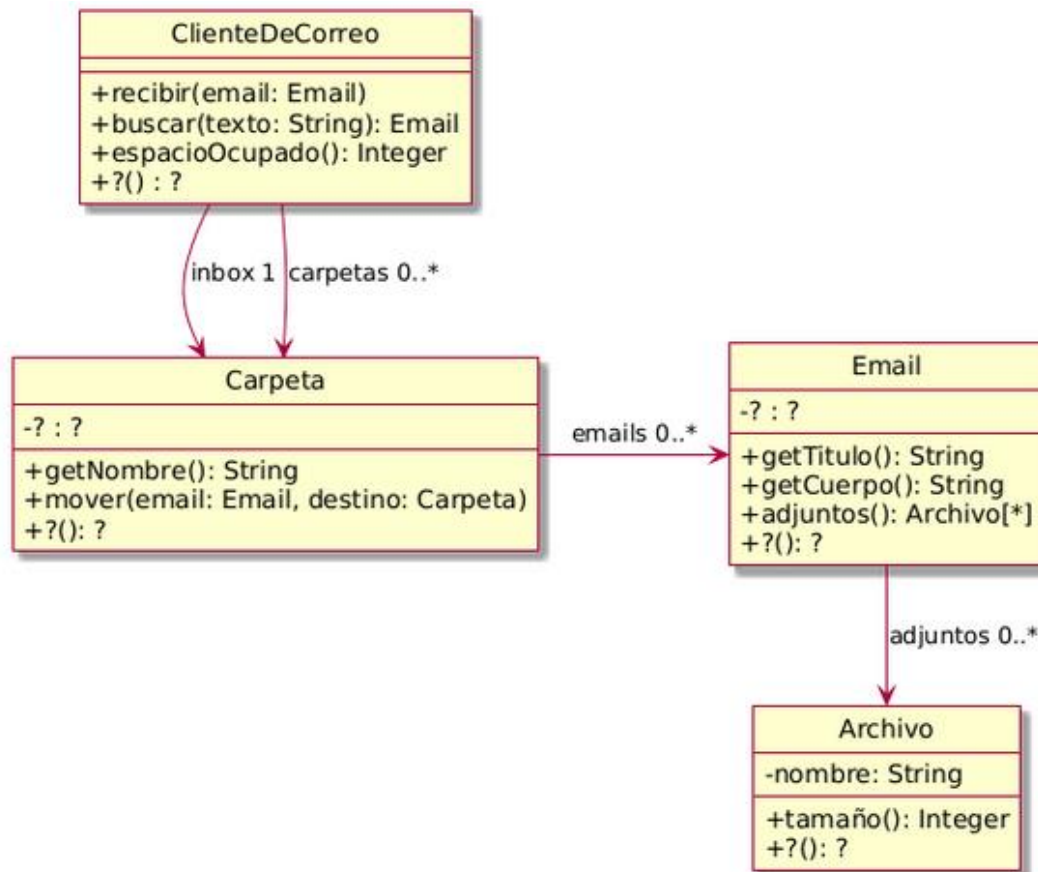 ClienteDeCorreo
+recibir(email: Email)
+buscar(texto: String): Email
+espacioOcupado(): Integer
+?() : ?
inbox 1
carpetas 0..*
Carpeta
-? : ?
+getNombre(): String
+mover(email: Email, destino: Carpeta)
+?(): ?
emails 0..*
Email
-? : ?
+getTitulo(): String
+getCuerpo(): String
+adjuntos(): Archivo[*]
+?(): ?
adjuntos 0..*
Archivo
-nombre: String
+tamaño(): Integer
+?(): ?